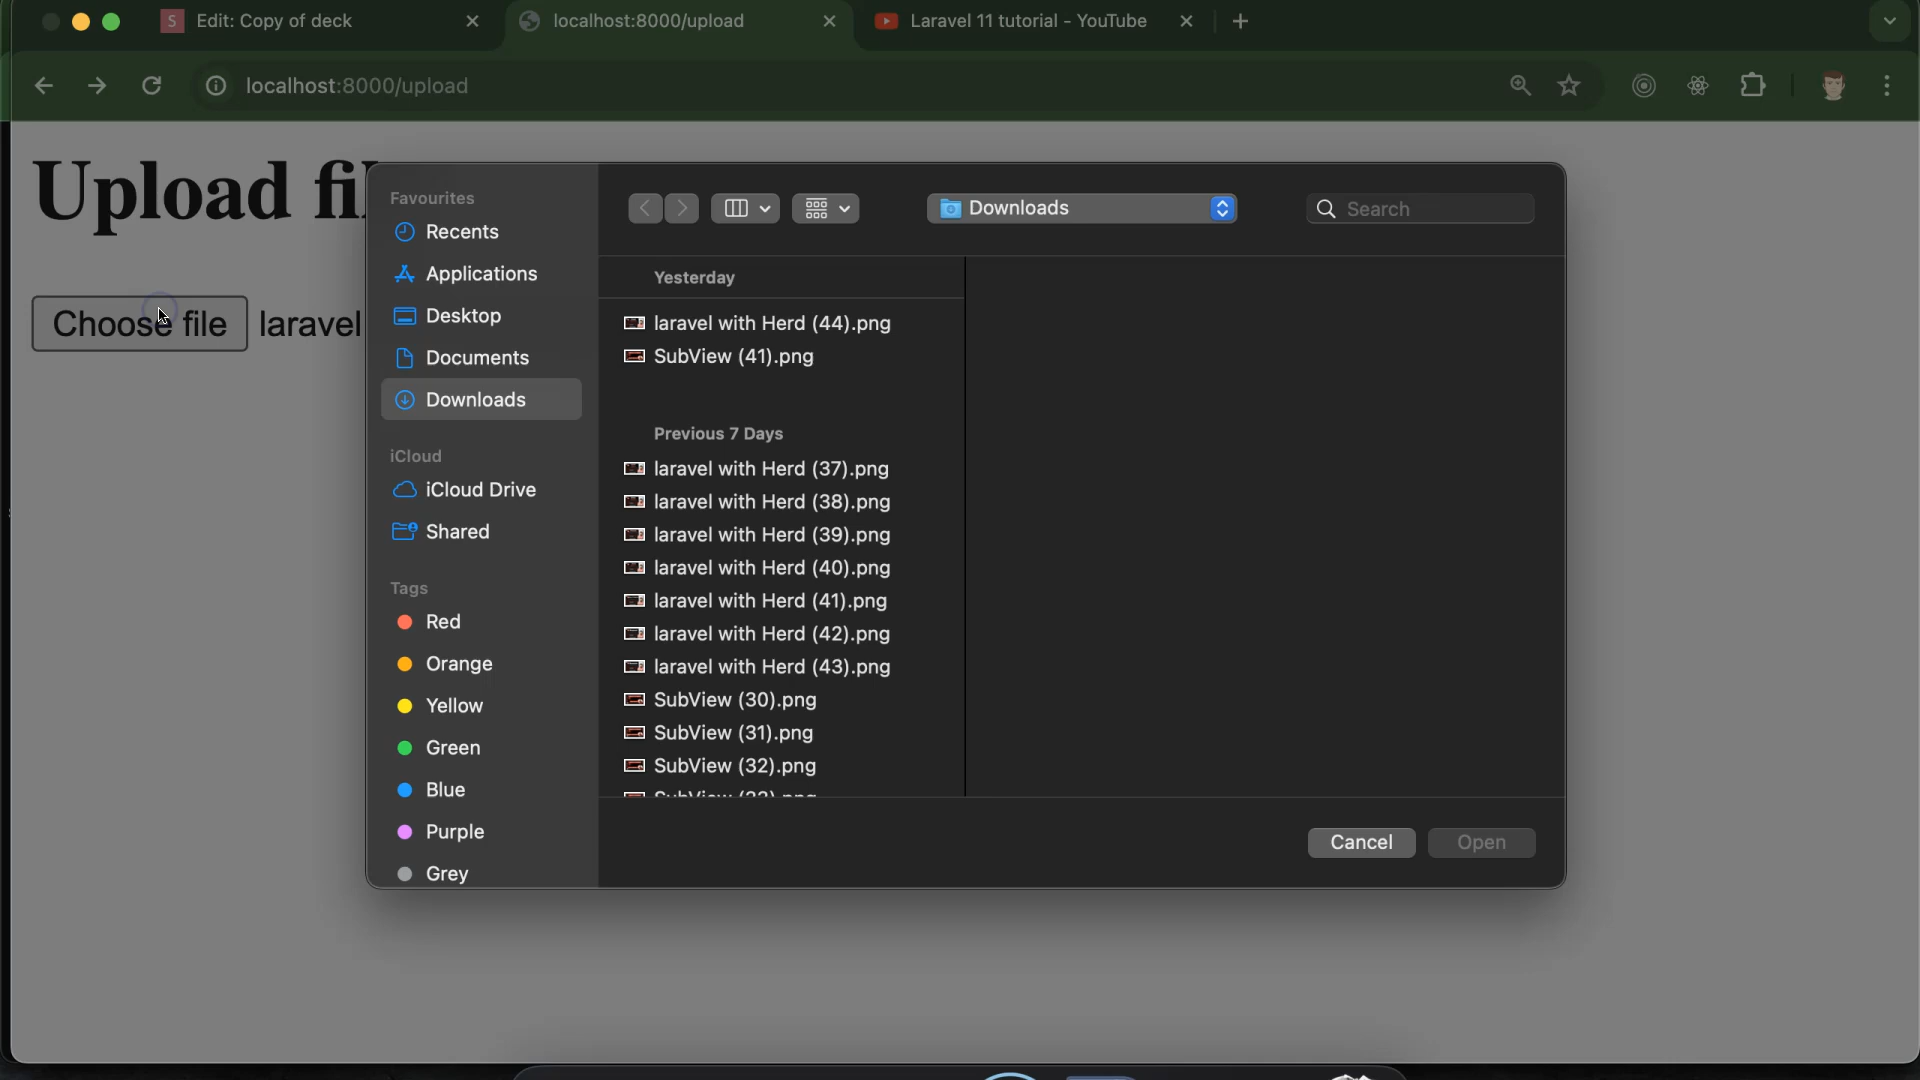 S Edit: Copy of deck
localhost:8000/upload
Laravel 11 tutorial - YouTube
localhost:8000/upload
Upload fil
Choose file laravel
Favourites
Recents
Applications
Desktop
Documents
Downloads
iCloud
iCloud Drive
Shared
Tags
Red
Orange
Yellow
Green
Blue
Purple
Grey
Downloads
Search
Yesterday
laravel with Herd (44).png
SubView (41).png
Previous 7 Days
laravel with Herd (37).png
laravel with Herd (38).png
laravel with Herd (39).png
laravel with Herd (40).png
laravel with Herd (41).png
laravel with Herd (42).png
laravel with Herd (43).png
SubView (30).png
SubView (31).png
SubView (32).png
Cancel
Open